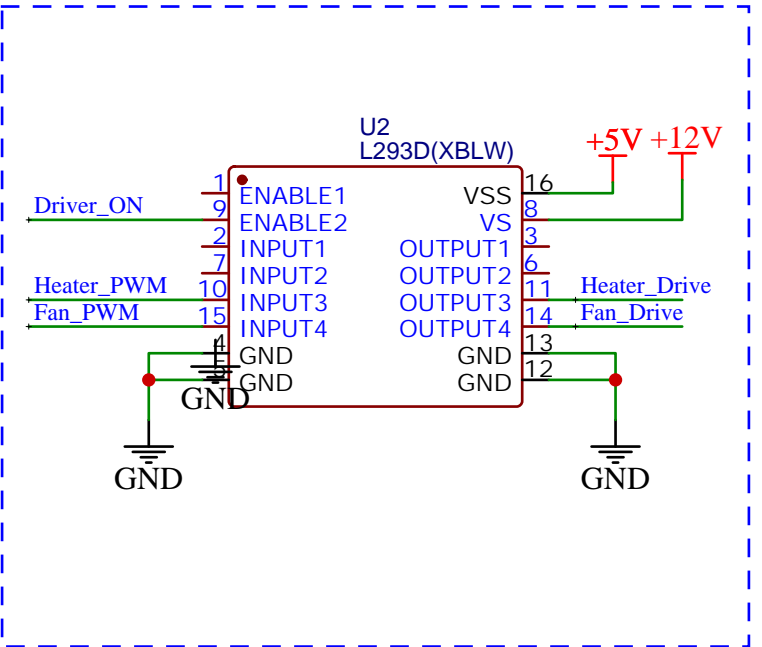 U2
L293D(XBLW)
+5V +12V
1 ENABLE1 VSS 16
Driver_ON 9 ENABLE2 VS 8
2 INPUT1 OUTPUT1 3
7 INPUT2 OUTPUT2 6
Heater_PWM 10 INPUT3 OUTPUT3 11 Heater_Drive
Fan_PWM 15 INPUT4 OUTPUT4 14 Fan_Drive
4 GND GND 13
5 GND GND 12
GND
GND GND